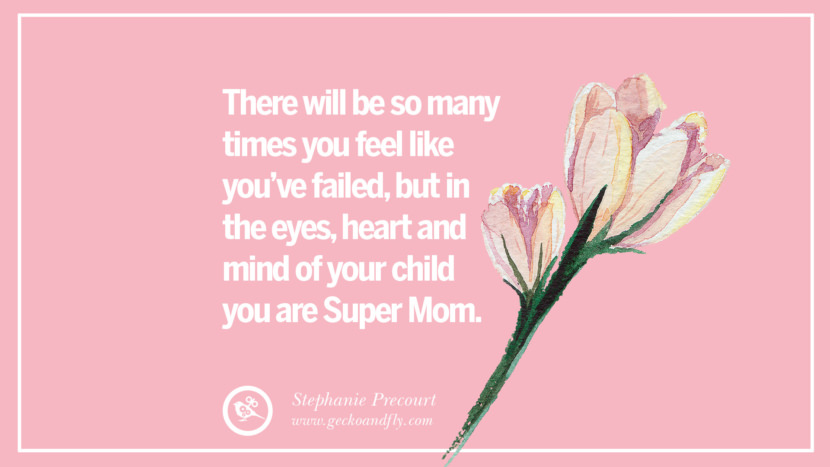 There will be so many
times you feel like
you’ve failed, but in
the eyes, heart and
mind of your child
you are Super Mom.
Stephanie Precourt
www.geckoandfly.com